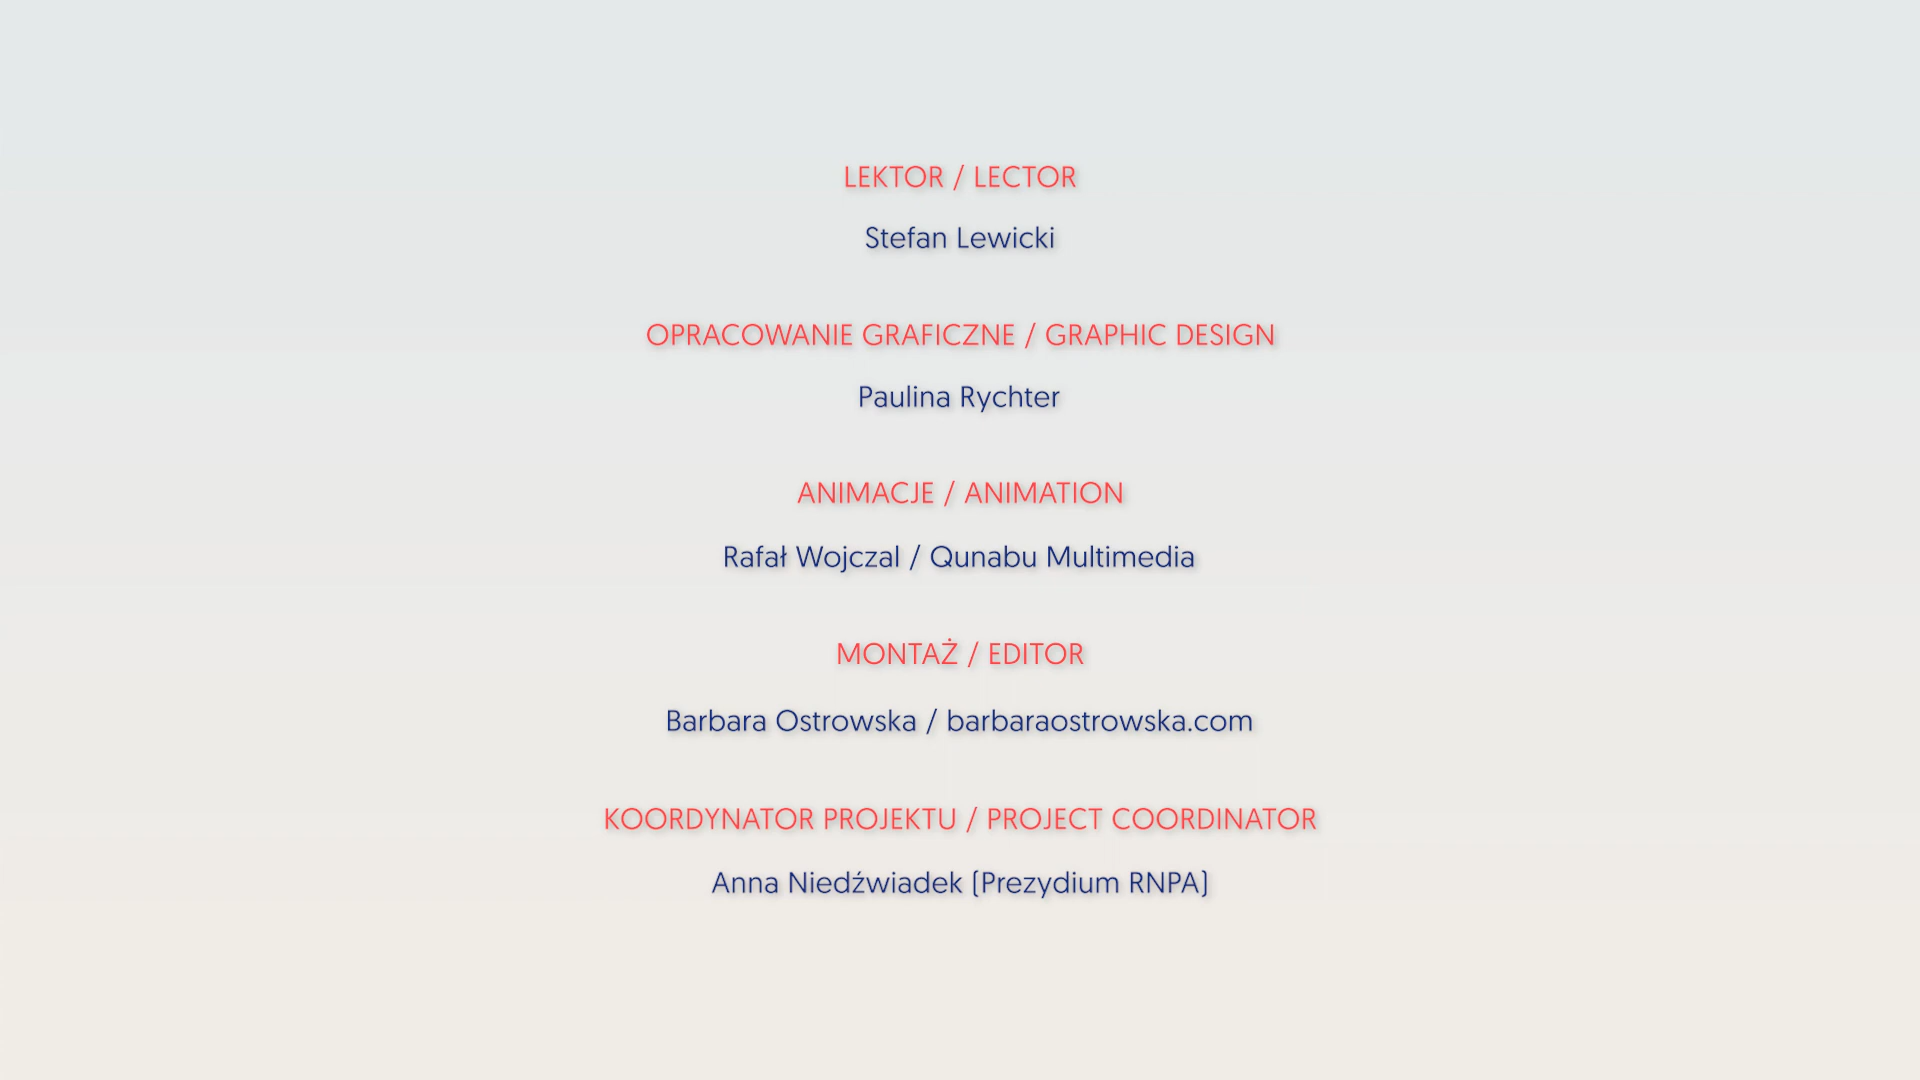 LEKTOR / LECTOR
Stefan Lewicki
OPRACOWANIE GRAFICZNE / GRAPHIC DESIGN
Paulina Rychter
ANIMACJE / ANIMATION
Rafał Wojczal / Qunabu Multimedia
MONTAŻ / EDITOR
Barbara Ostrowska / barbaraostrowska.com
KOORDYNATOR PROJEKTU / PROJECT COORDINATOR
Anna Niedźwiadek (Prezydium RNPA)